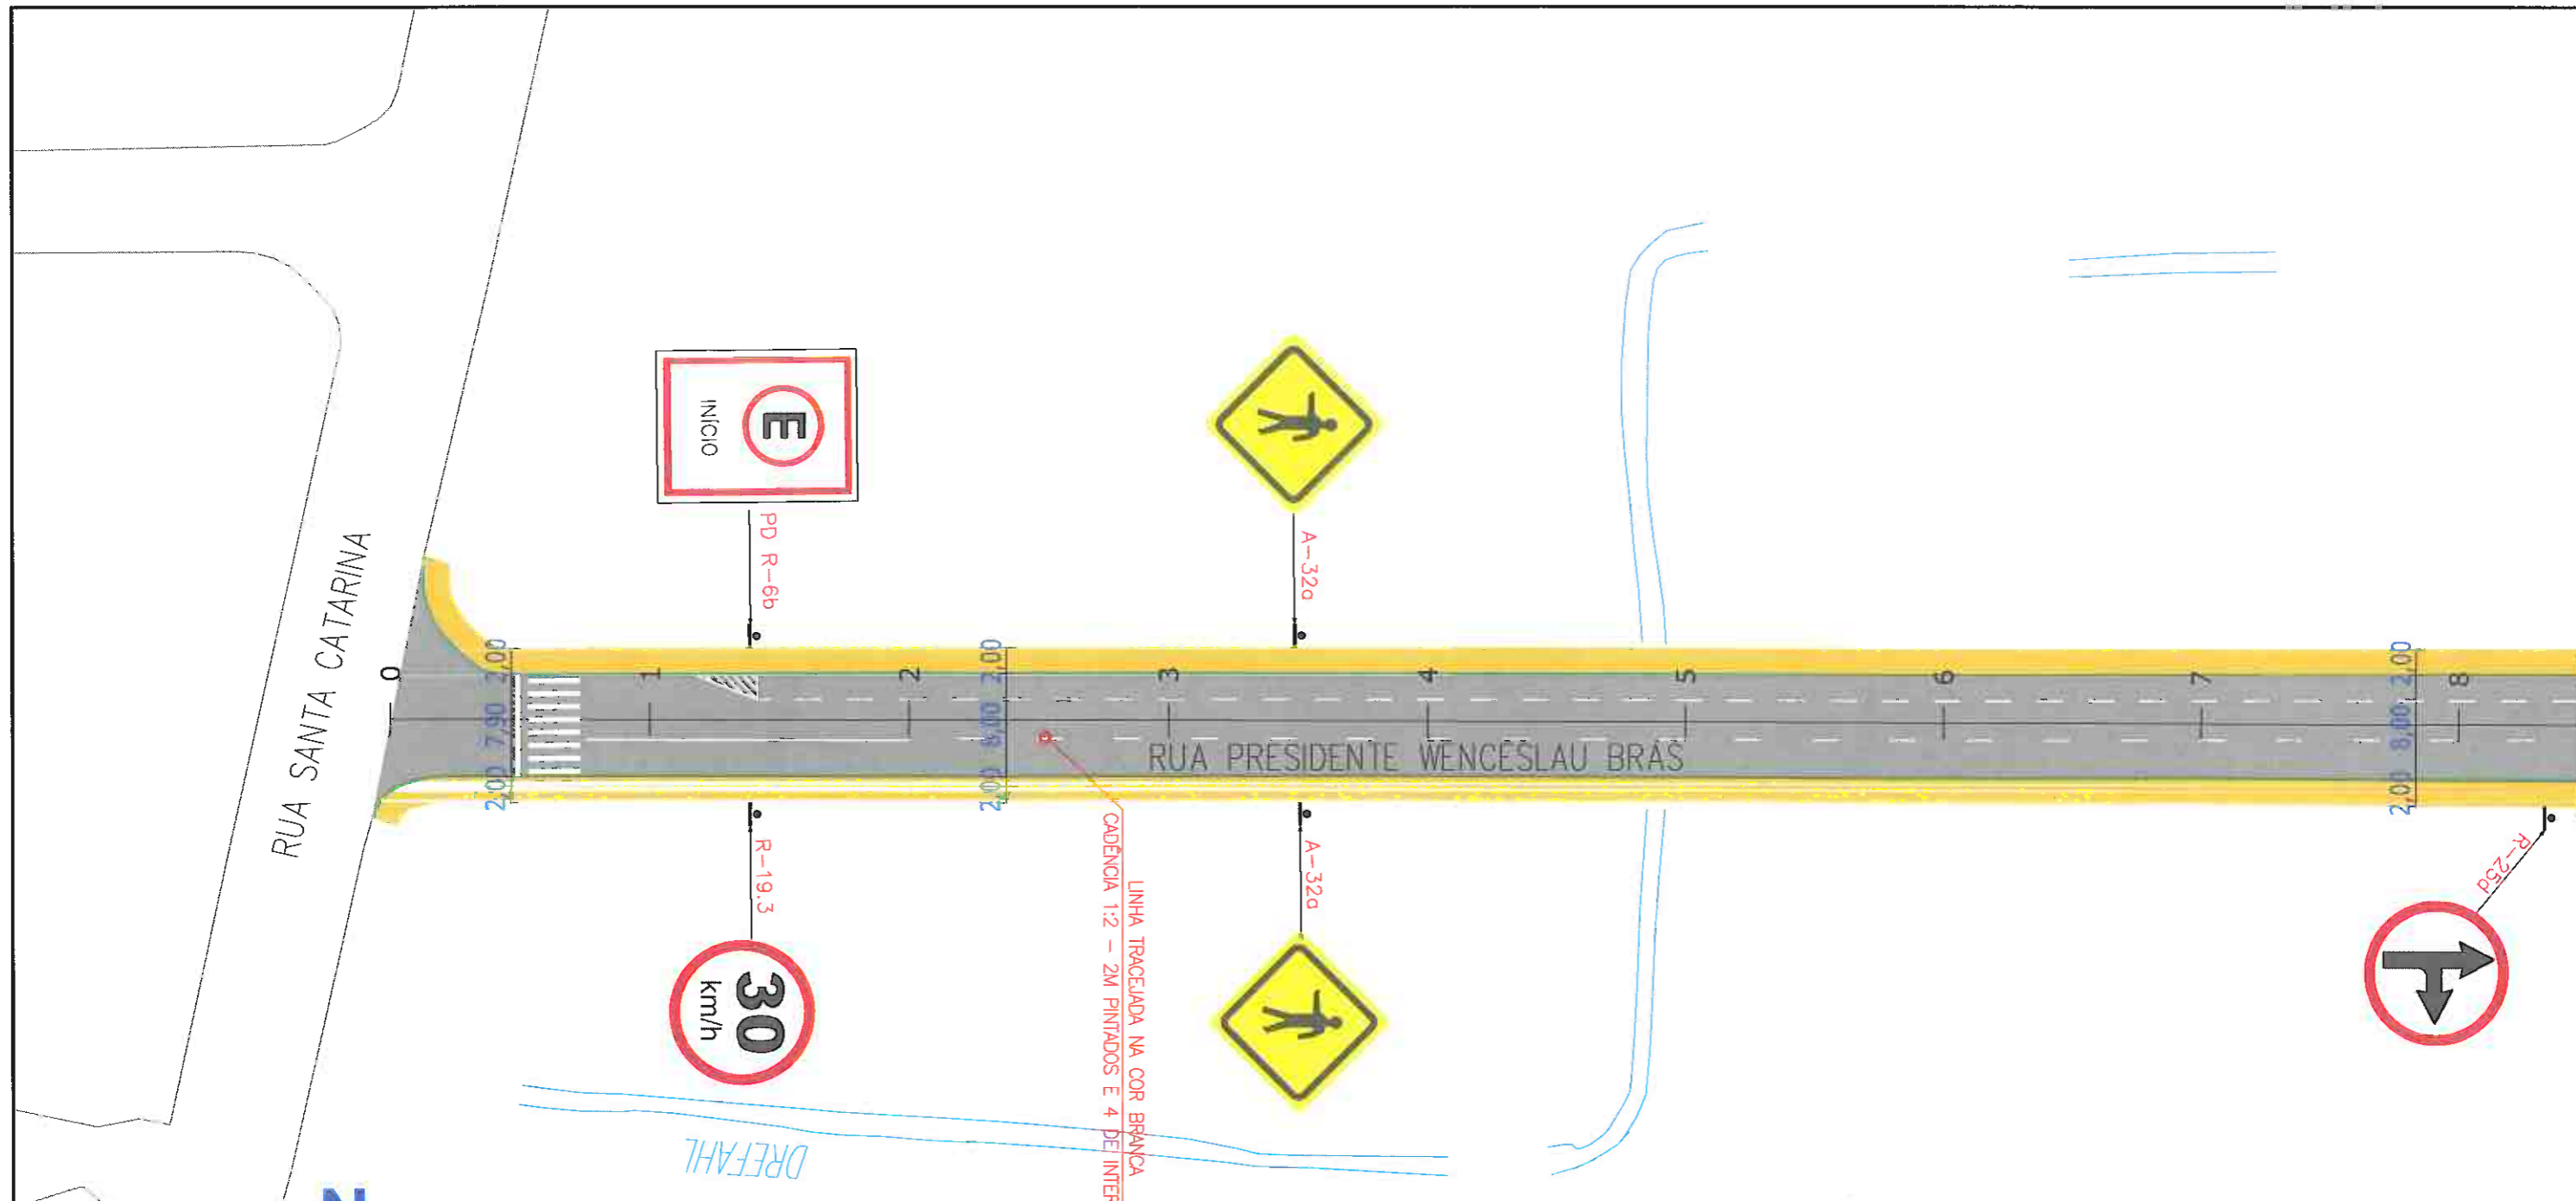 RUA SANTA CATARINA
E
INÍCIO
PD R-6b
A-32a
0
1
2
3
4
5
6
7
8
2,00
7,90
2,00
2,00
8,00
2,00
2,00
8,00
2,00
RUA PRESIDENTE WENCESLAU BRÁS
R-19.3
30
km/h
LINHA TRACEJADA NA COR BRANCA
CADÊNCIA 1:2 - 2M PINTADOS E 4 DE INTER
A-32a
R-25d
DREFAHL
N